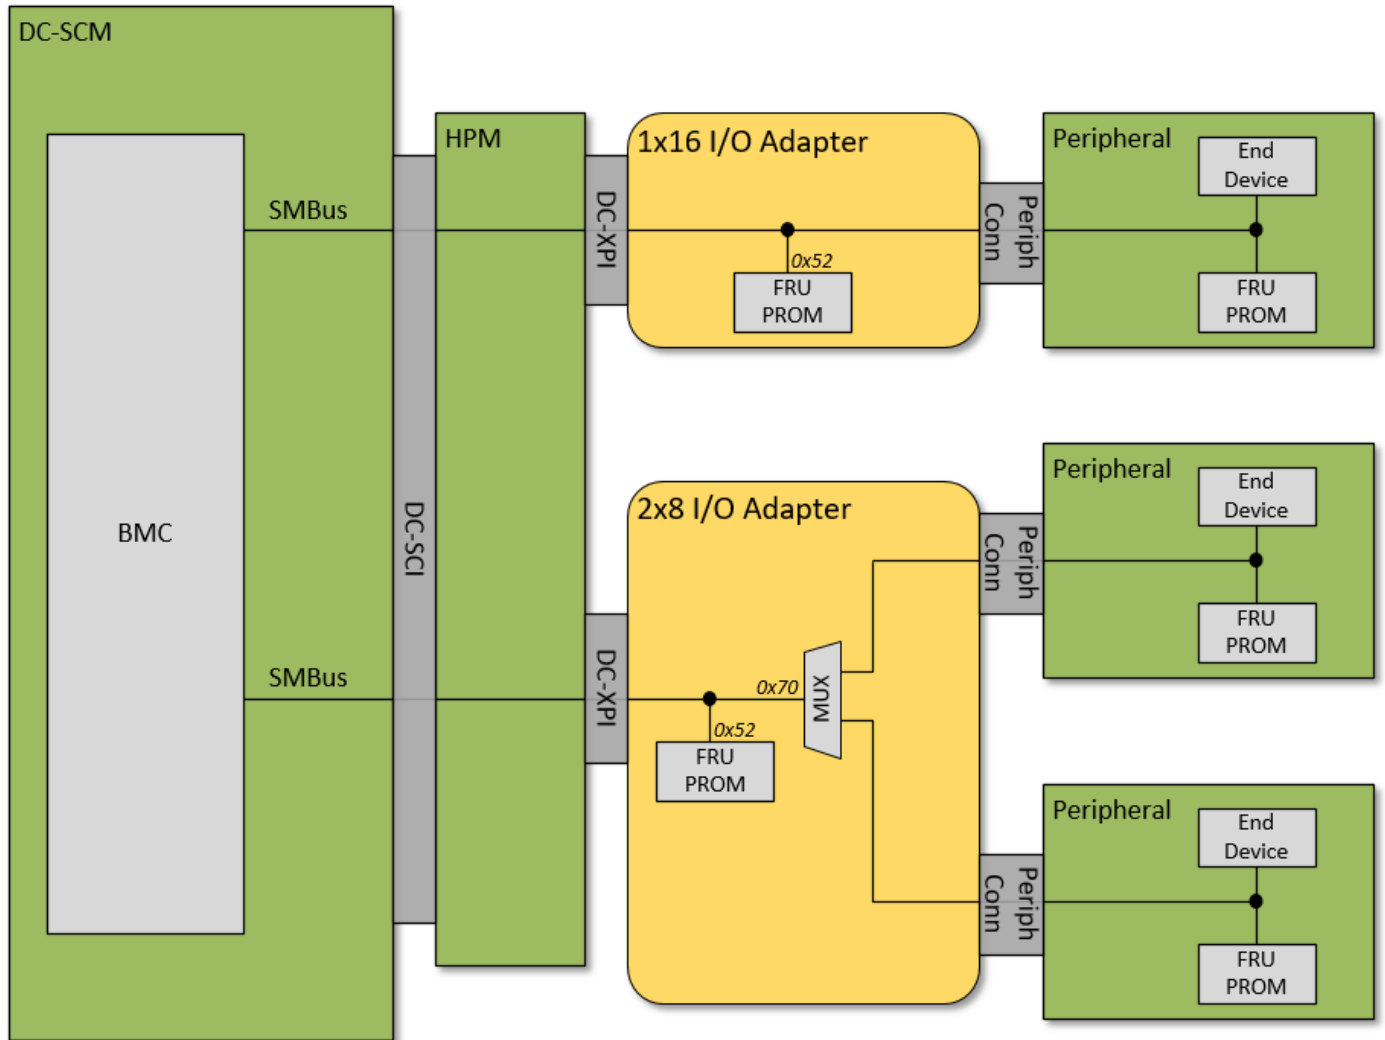 DC-SCM
BMC
SMBus
SMBus
DC-SCI
HPM
DC-XPI
DC-XPI
1x16 I/O Adapter
0x52
FRU
PROM
Periph
Conn
Peripheral
End
Device
FRU
PROM
2x8 I/O Adapter
0x52
FRU
PROM
0x70
MUX
Periph
Conn
Peripheral
End
Device
FRU
PROM
Periph
Conn
Peripheral
End
Device
FRU
PROM